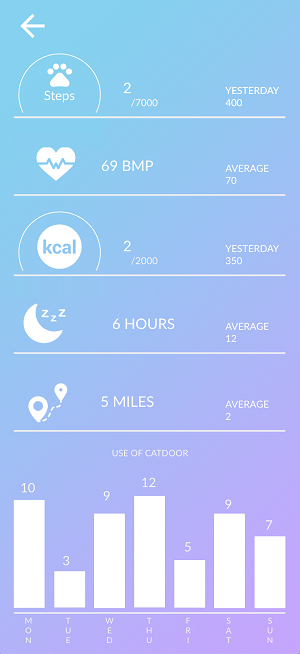 Steps
2
/7000
YESTERDAY
400
69 BMP
AVERAGE
70
kcal
2
/2000
YESTERDAY
350
z z z
6 HOURS
AVERAGE
12
5 MILES
AVERAGE
2
USE OF CATDOOR
10
3
9
12
5
9
7
MON
TUE
WED
THU
FRI
SAT
SUN